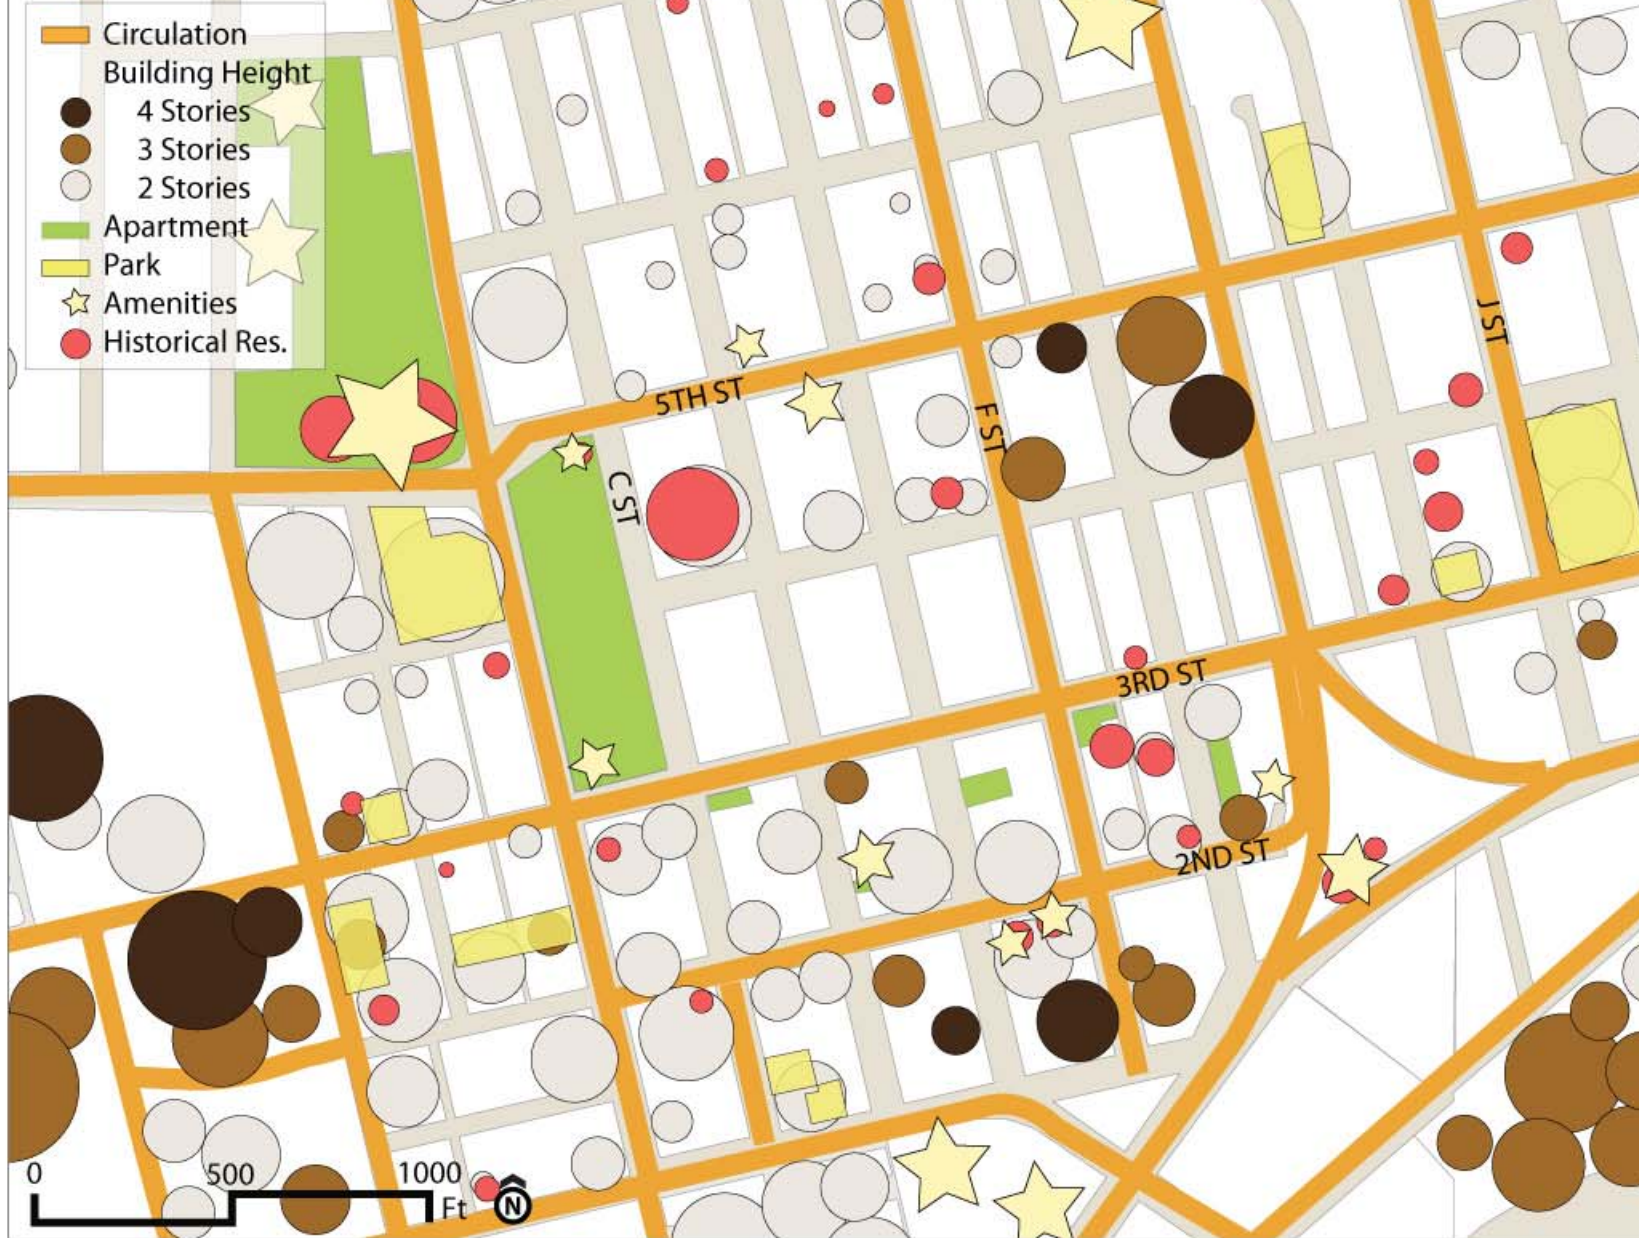 Circulation
Building Height
4 Stories
3 Stories
2 Stories
Apartment
Park
Amenities
Historical Res.
J ST
5TH ST
F ST
C ST
3RD ST
2ND ST
0 500 1000
Ft
N